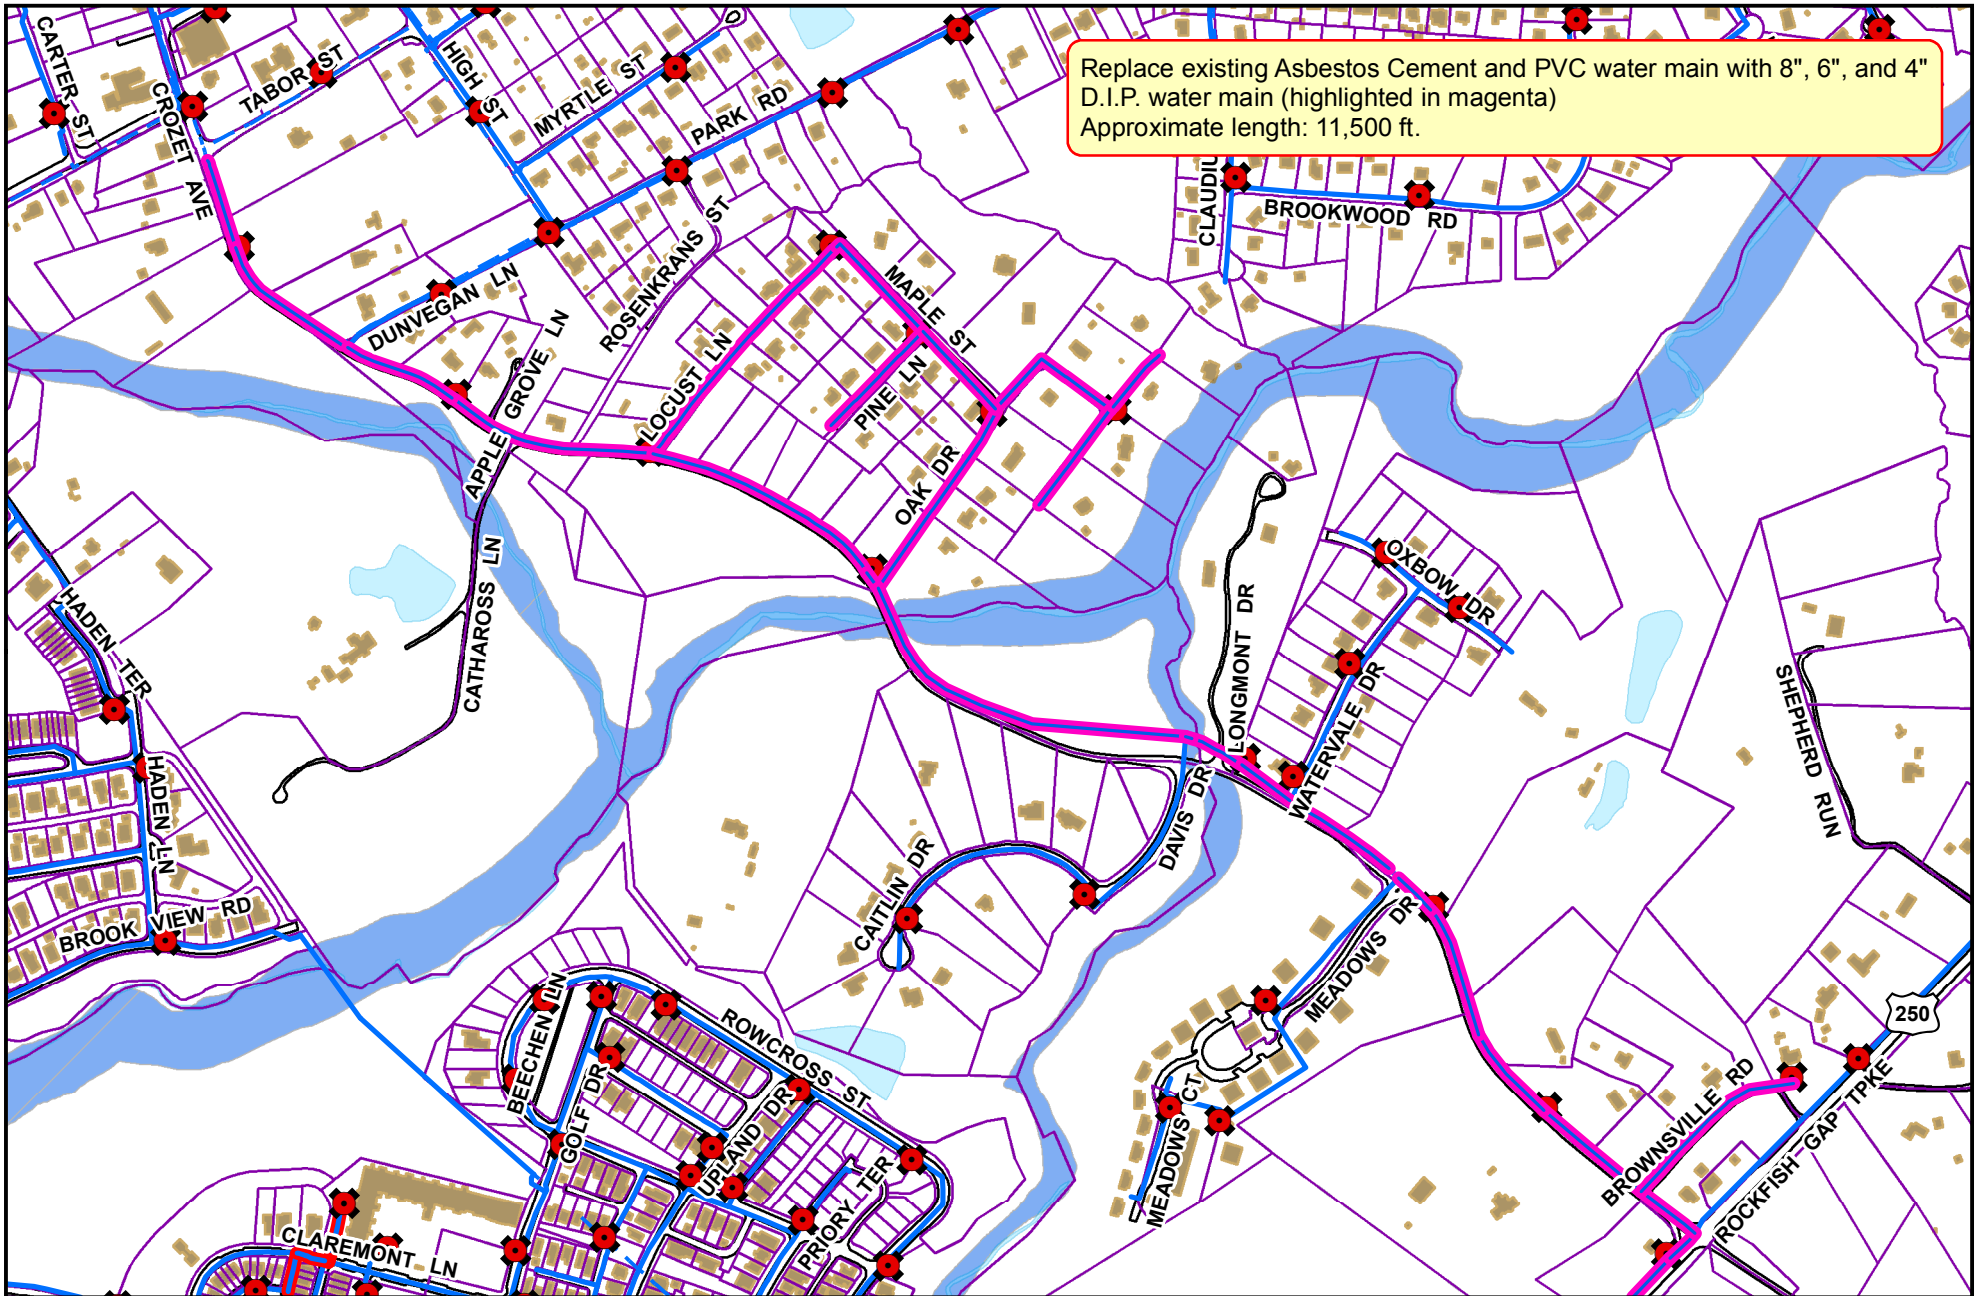 Replace existing Asbestos Cement and PVC water main with 8", 6", and 4"
D.I.P. water main (highlighted in magenta)
Approximate length: 11,500 ft.
CARTER ST
CROZET AVE
TABOR ST
HIGH ST
MYRTLE ST
PARK RD
CLAUDIU
BROOKWOOD RD
DUNVEGAN LN
ROSENKRANS ST
APPLE GROVE LN
LOCUST LN
MAPLE ST
PINE LN
OAK DR
CATHAROSS LN
HADEN TER
HADEN LN
BROOK VIEW RD
LONGMONT DR
OXBOW DR
WATERVALE DR
SHEPHERD RUN
DAVIS DR
CAITLIN DR
MEADOWS DR
MEADOWS CT
BEECHEN LN
GOLF DR
ROWCROSS ST
UPLAND DR
PRIORY TER
CLAREMONT LN
BROWNSVILLE RD
ROCKFISH GAP TPKE
250